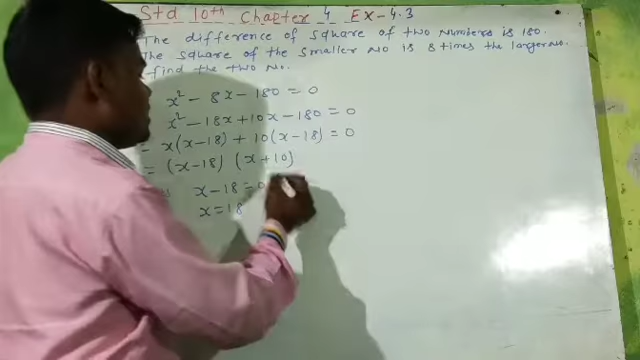 Std 10th Chapter 4 Ex-4.3
The difference of square of two numbers is 180.
The square of the smaller no is 8 times the larger no.
find the two no.
x² - 8x - 180 = 0
x² - 18x + 10x - 180 = 0
= x(x-18) + 10(x-18) = 0
= (x-18) (x+10)
x-18 = 0
x = 18